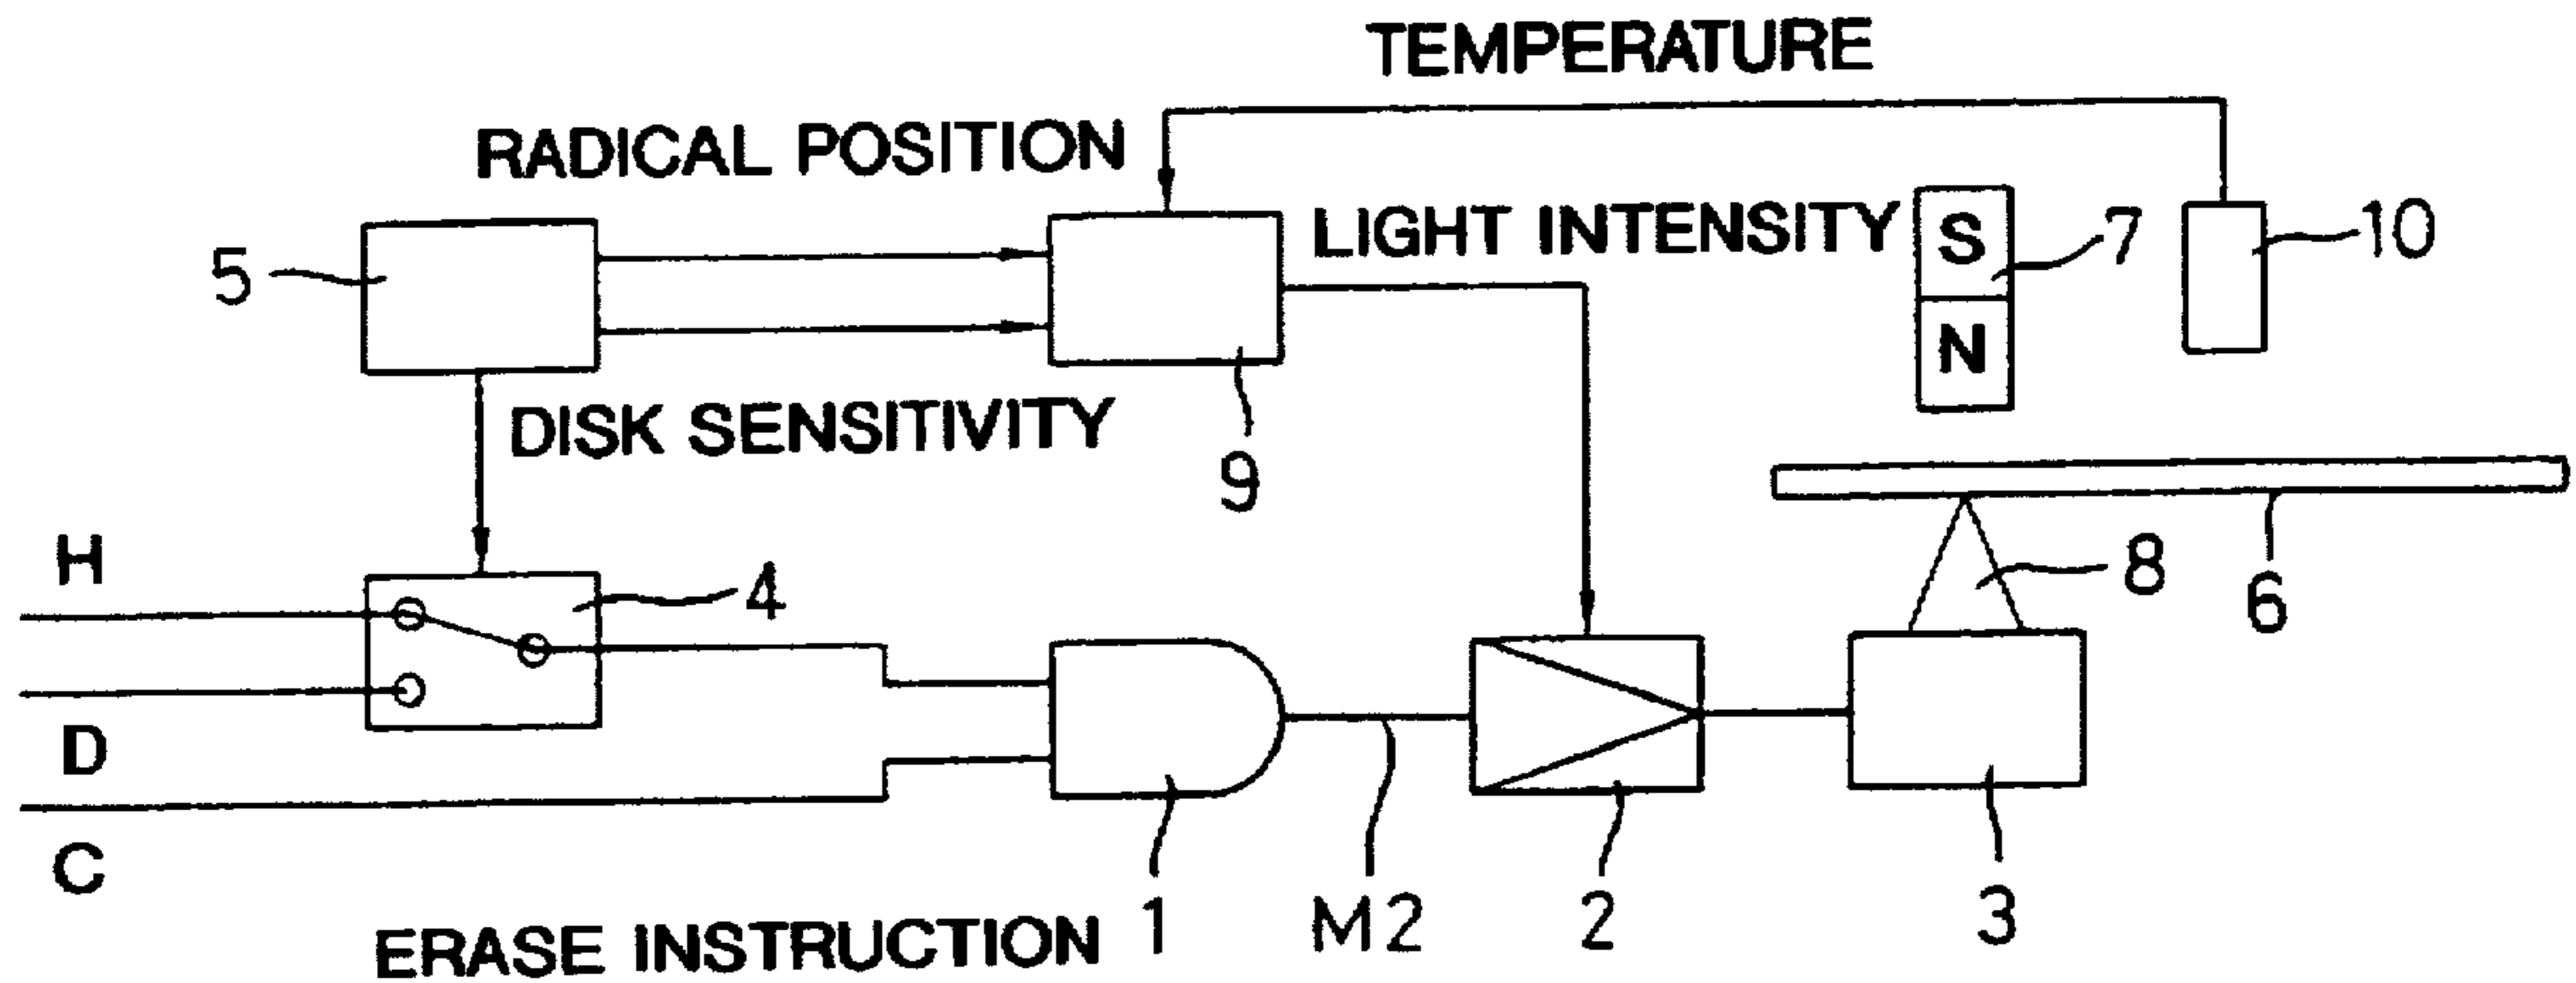 TEMPERATURE
RADICAL POSITION
LIGHT INTENSITY
S
7
10
5
N
DISK SENSITIVITY
9
H
4
8
6
D
C
1
M2
2
3
ERASE INSTRUCTION